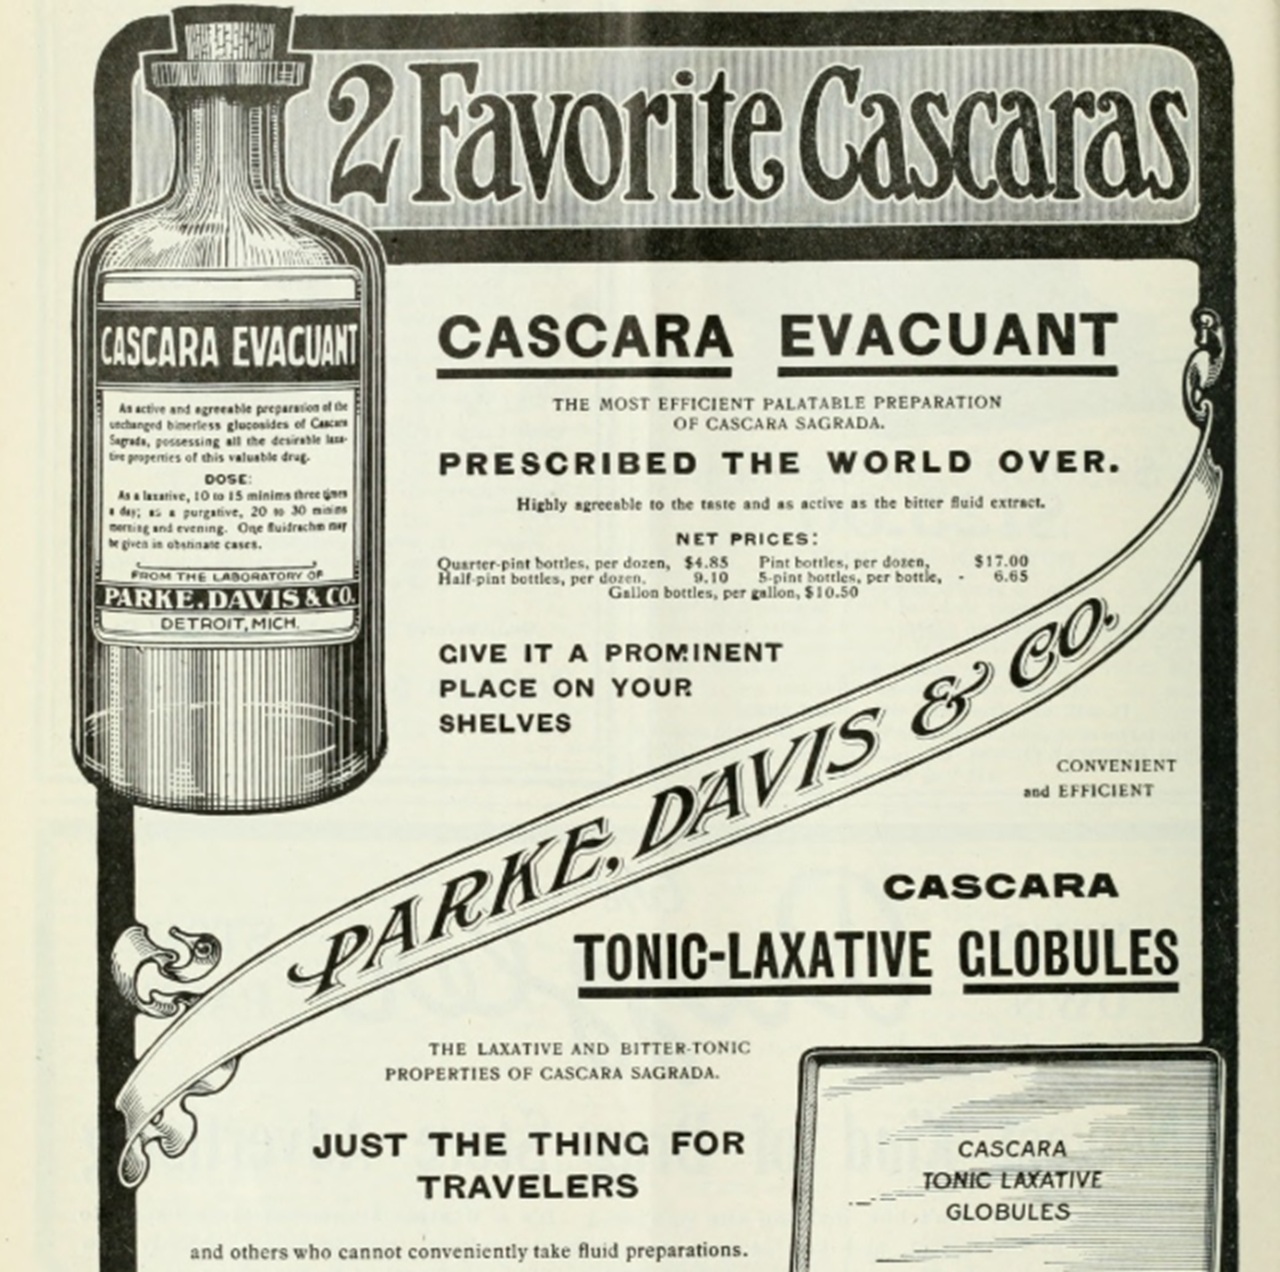 2 Favorite Cascaras
CASCARA EVACUANT
An active and agreeable preparation of the
unchanged bitterless glucosides of Cascara
Sagrada, possessing all the desirable laxa-
tive properties of this valuable drug.
DOSE:
As a laxative, 10 to 15 minims three times
a day; as a purgative, 20 to 30 minims
morning and evening. One fluidrachm may
be given in obstinate cases.
FROM THE LABORATORY OF
PARKE, DAVIS & CO.
DETROIT, MICH.
CASCARA EVACUANT
THE MOST EFFICIENT PALATABLE PREPARATION
OF CASCARA SAGRADA.
PRESCRIBED THE WORLD OVER.
Highly agreeable to the taste and as active as the bitter fluid extract.
NET PRICES:
Quarter-pint bottles, per dozen, $4.85 Pint bottles, per dozen, $17.00
Half-pint bottles, per dozen, 9.10 5-pint bottles, per bottle, - 6.65
Gallon bottles, per gallon, $10.50
GIVE IT A PROMINENT
PLACE ON YOUR
SHELVES
PARKE, DAVIS & CO.
CONVENIENT
and EFFICIENT
CASCARA
TONIC-LAXATIVE GLOBULES
THE LAXATIVE AND BITTER-TONIC
PROPERTIES OF CASCARA SAGRADA.
JUST THE THING FOR
TRAVELERS
and others who cannot conveniently take fluid preparations.
CASCARA
TONIC LAXATIVE
GLOBULES